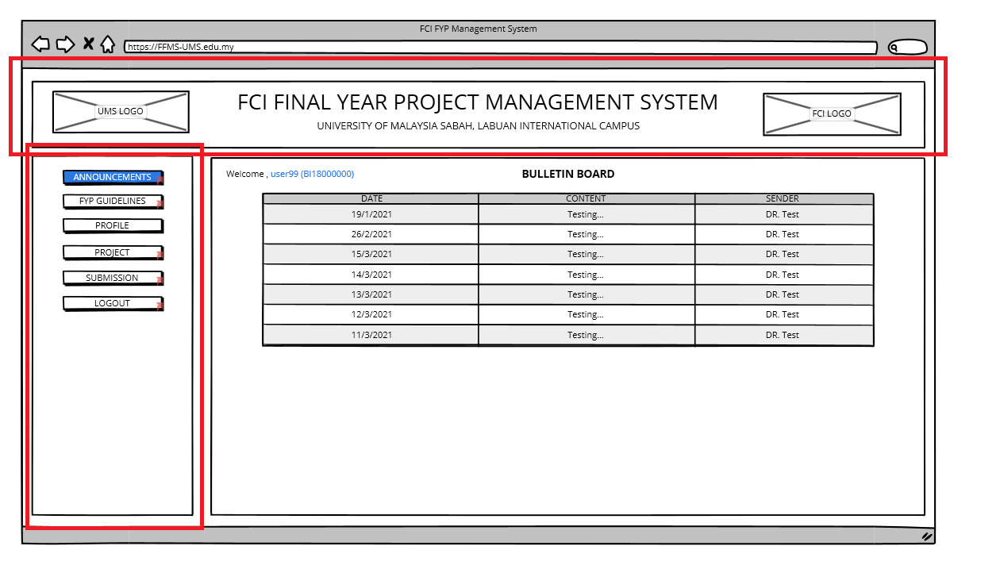 FCI FYP Management System
https://FFMS-UMS.edu.my
UMS LOGO
FCI FINAL YEAR PROJECT MANAGEMENT SYSTEM
UNIVERSITY OF MALAYSIA SABAH, LABUAN INTERNATIONAL CAMPUS
FCI LOGO
ANNOUNCEMENTS
FYP GUIDELINES
PROFILE
PROJECT
SUBMISSION
LOGOUT
Welcome , user99 (BI18000000)
BULLETIN BOARD
DATE CONTENT SENDER
19/1/2021 Testing... DR. Test
26/2/2021 Testing... DR. Test
15/3/2021 Testing... DR. Test
14/3/2021 Testing... DR. Test
13/3/2021 Testing... DR. Test
12/3/2021 Testing... DR. Test
11/3/2021 Testing... DR. Test